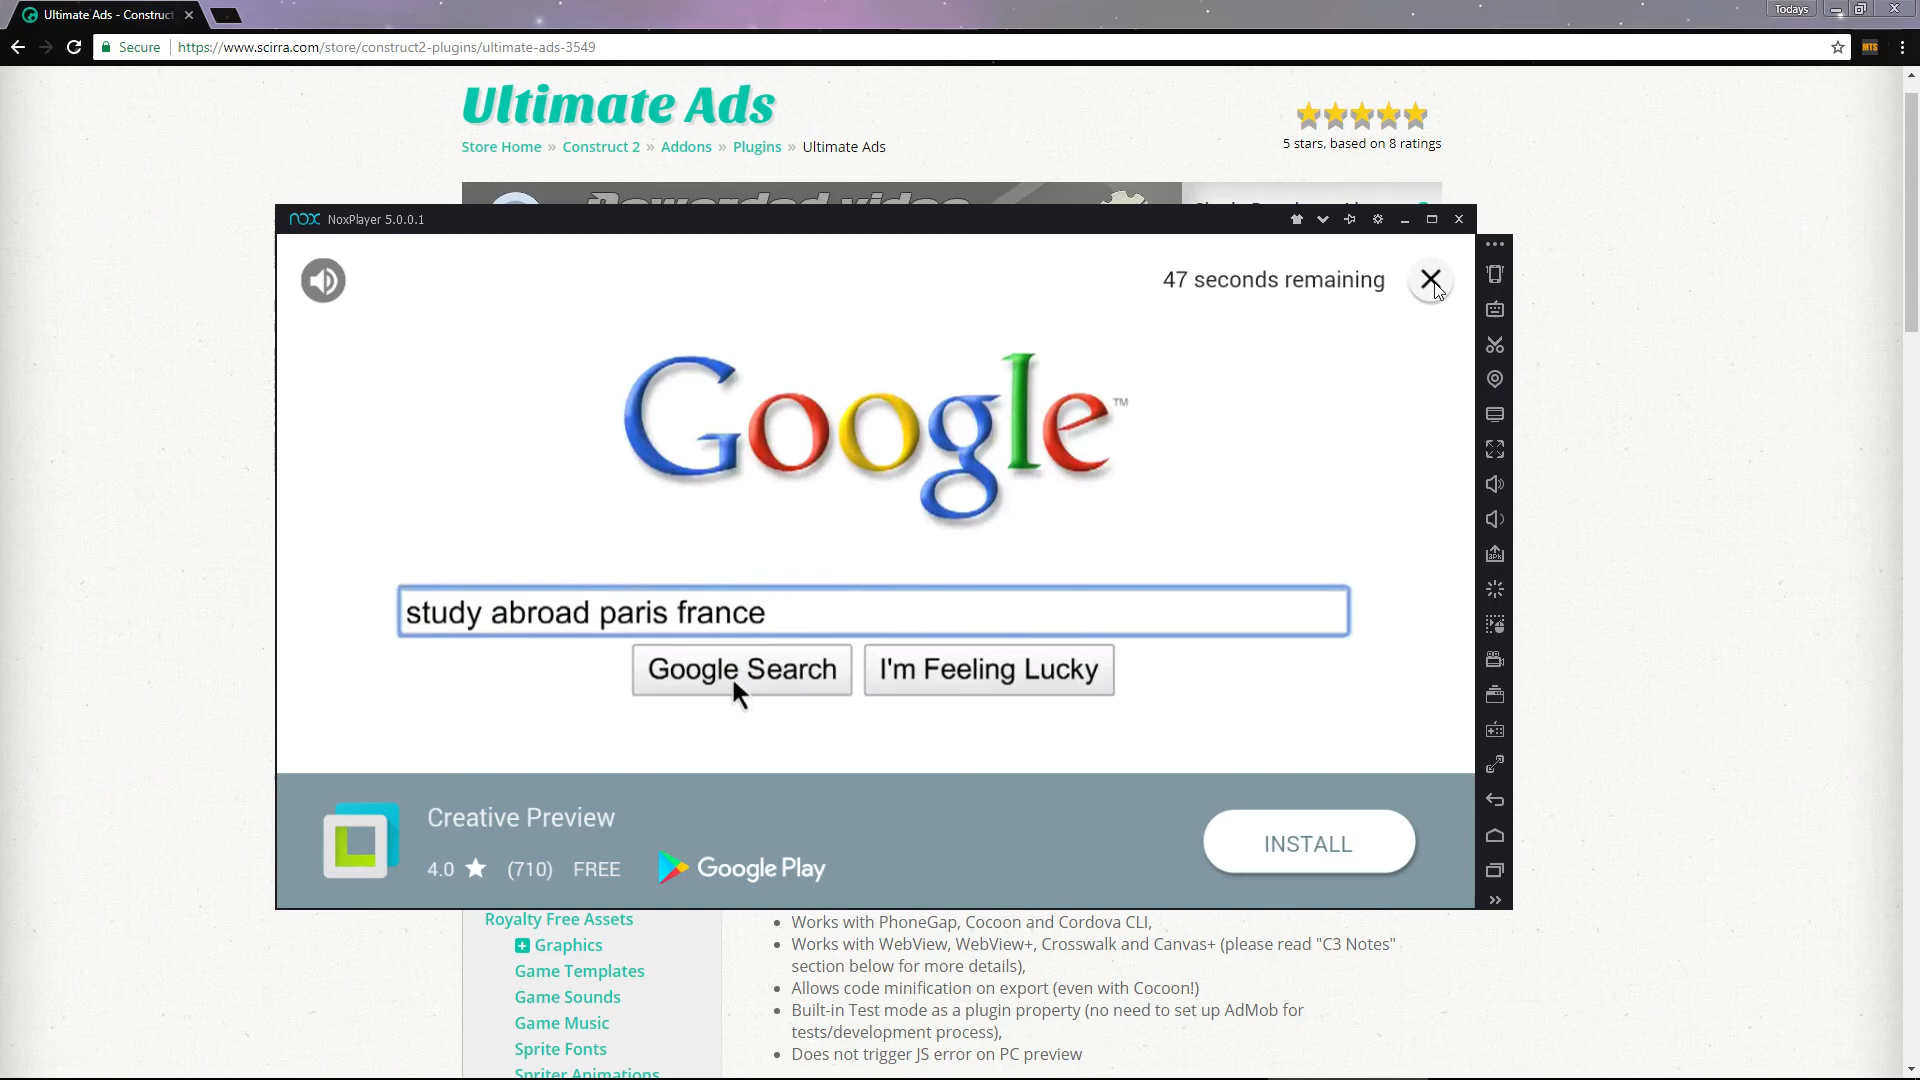 Ultimate Ads - Construct
Todays
Secure
https://www.scirra.com/store/construct2-plugins/ultimate-ads-3549
MTS
Ultimate Ads
Store Home » Construct 2 » Addons » Plugins » Ultimate Ads
5 stars, based on 8 ratings
Rewarded video
nox NoxPlayer 5.0.0.1
47 seconds remaining
Google™
study abroad paris france
Google Search
I'm Feeling Lucky
Creative Preview
4.0 ★ (710) FREE
Google Play
INSTALL
Royalty Free Assets
Graphics
Game Templates
Game Sounds
Game Music
Sprite Fonts
Spriter Animations
• Works with PhoneGap, Cocoon and Cordova CLI,
• Works with WebView, WebView+, Crosswalk and Canvas+ (please read "C3 Notes"
section below for more details),
• Allows code minification on export (even with Cocoon!)
• Built-in Test mode as a plugin property (no need to set up AdMob for
tests/development process),
• Does not trigger JS error on PC preview